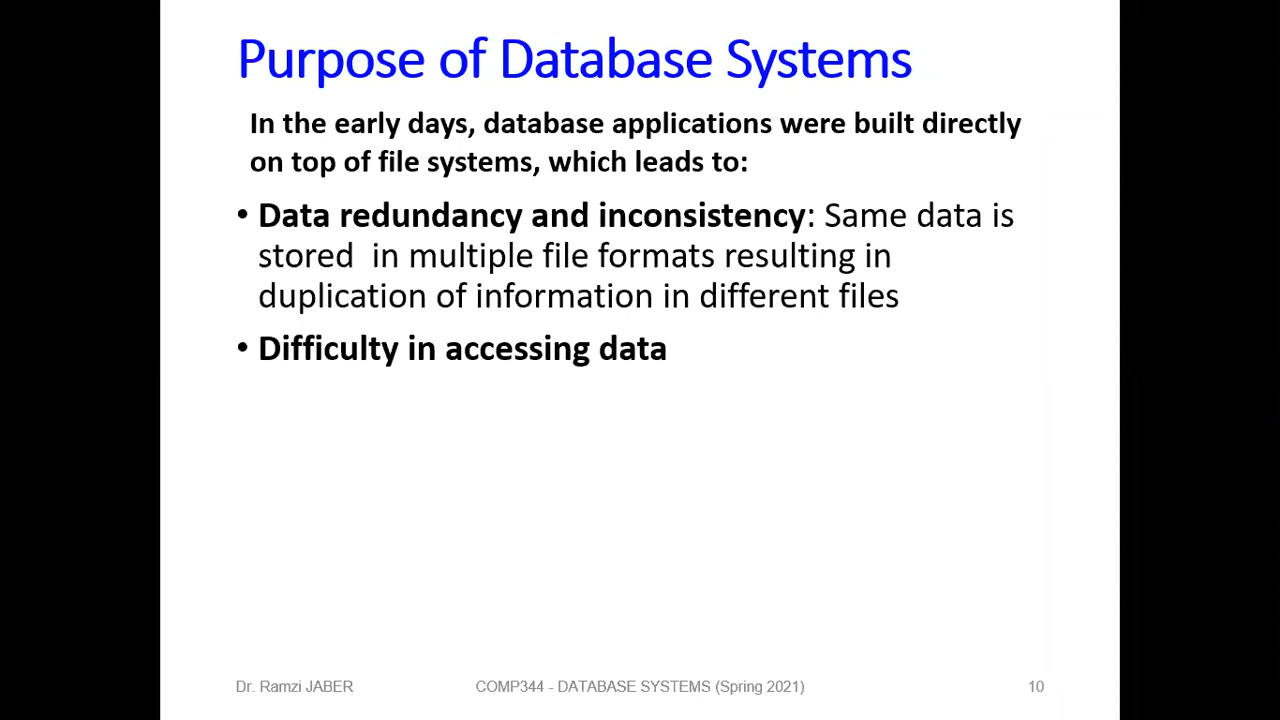 Purpose of Database Systems
In the early days, database applications were built directly
on top of file systems, which leads to:
• Data redundancy and inconsistency: Same data is
stored in multiple file formats resulting in
duplication of information in different files
• Difficulty in accessing data
Dr. Ramzi JABER
COMP344 - DATABASE SYSTEMS (Spring 2021)
10